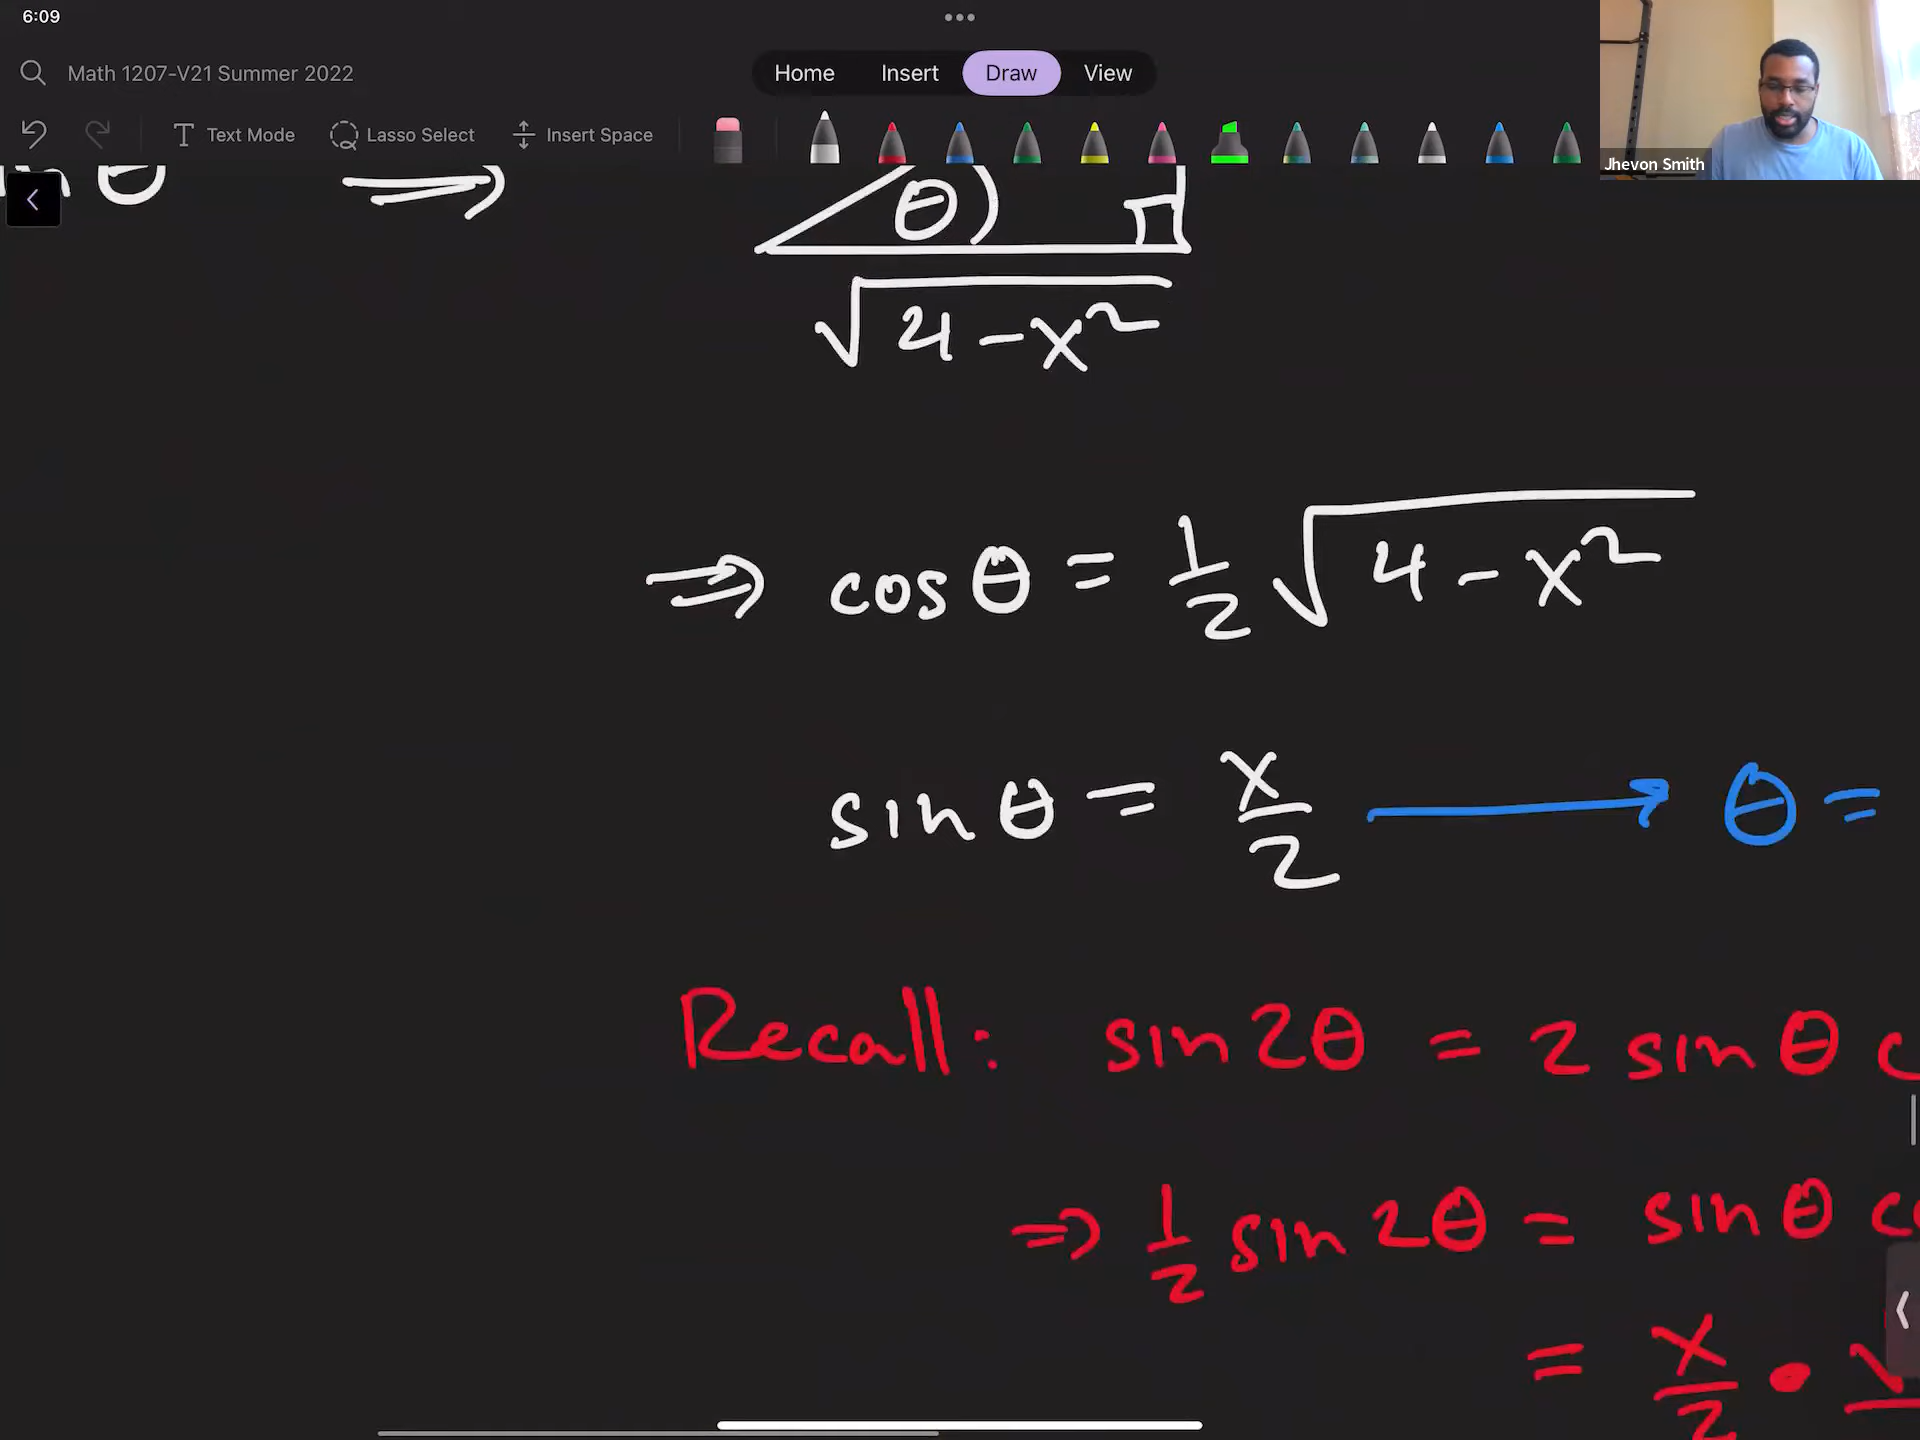 6:09
Math 1207-V21 Summer 2022
Home Insert Draw View
Text Mode Lasso Select Insert Space
Jhevon Smith
θ ⇒ θ
√4-x²
⇒ cos θ = 1/2 √4-x²
sin θ = x/2 → θ =
Recall: sin 2θ = 2 sin θ c
⇒ 1/2 sin 2θ = sin θ co
= x/2 •